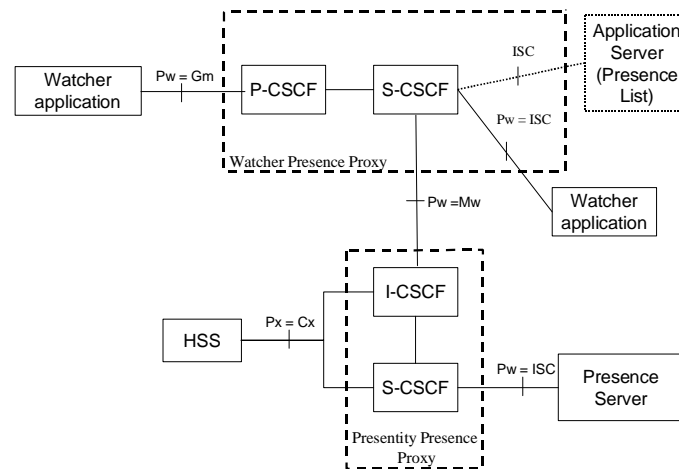 ISC
Application
Server
(Presence
List)
Watcher
application
Pw = Gm
P-CSCF
S-CSCF
Pw = ISC
Watcher Presence Proxy
Watcher
application
Pw =Mw
I-CSCF
HSS
Px = Cx
S-CSCF
Pw = ISC
Presence
Server
Presentity Presence
Proxy